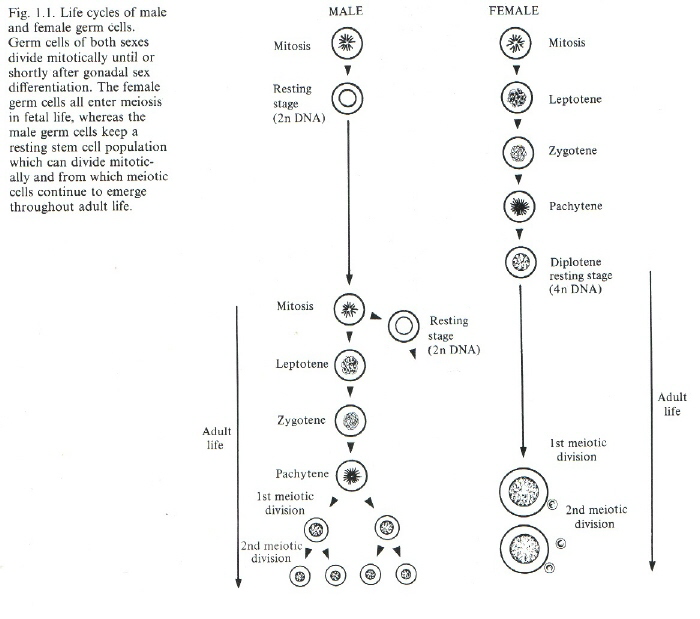 Fig. 1.1. Life cycles of male
and female germ cells.
Germ cells of both sexes
divide mitotically until or
shortly after gonadal sex
differentiation. The female
germ cells all enter meiosis
in fetal life, whereas the
male germ cells keep a
resting stem cell population
which can divide mitotic-
ally and from which meiotic
cells continue to emerge
throughout adult life.
MALE
Mitosis
Resting
stage
(2n DNA)
Mitosis
Resting
stage
(2n DNA)
Leptotene
Zygotene
Adult
life
Pachytene
1st meiotic
division
2nd meiotic
division
FEMALE
Mitosis
Leptotene
Zygotene
Pachytene
Diplotene
resting stage
(4n DNA)
Adult
life
1st meiotic
division
2nd meiotic
division